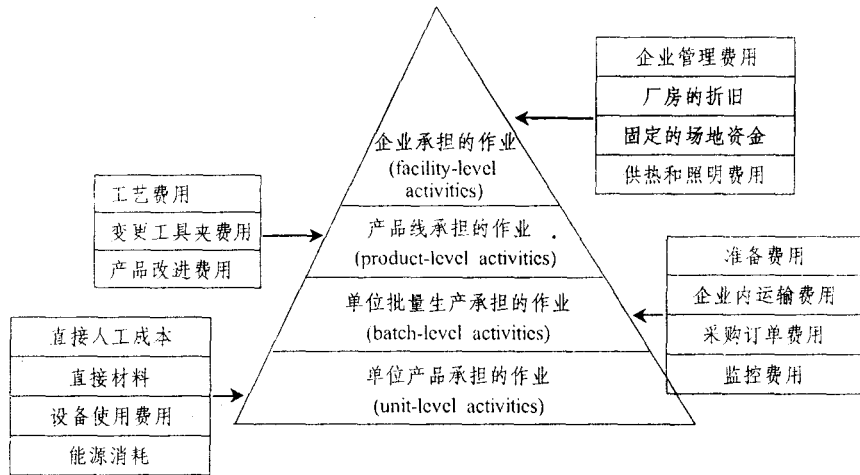 企业管理费用
厂房的折旧
固定的场地资金
供热和照明费用
企业承担的作业
(facility-level
activities)
工艺费用
变更工具夹费用
产品改进费用
产品线承担的作业
(product-level activities)
准备费用
企业内运输费用
采购订单费用
监控费用
单位批量生产承担的作业
(batch-level activities)
直接人工成本
直接材料
设备使用费用
能源消耗
单位产品承担的作业
(unit-level activities)